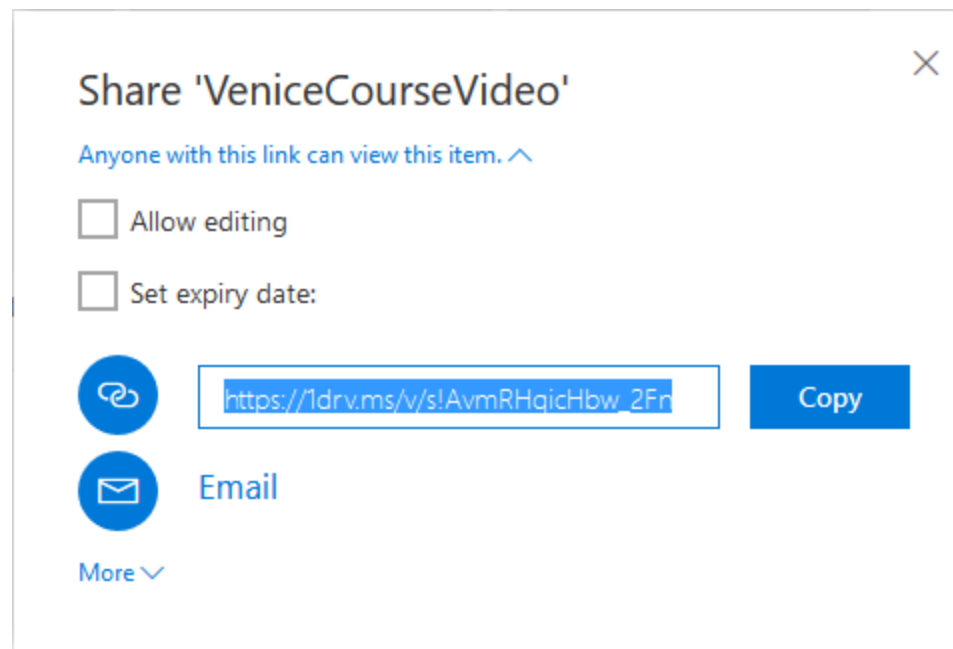 Share 'VeniceCourseVideo'
Anyone with this link can view this item.
Allow editing
Set expiry date:
https://1drv.ms/v/s!AvmRHqicHbw_2Fn
Copy
Email
More